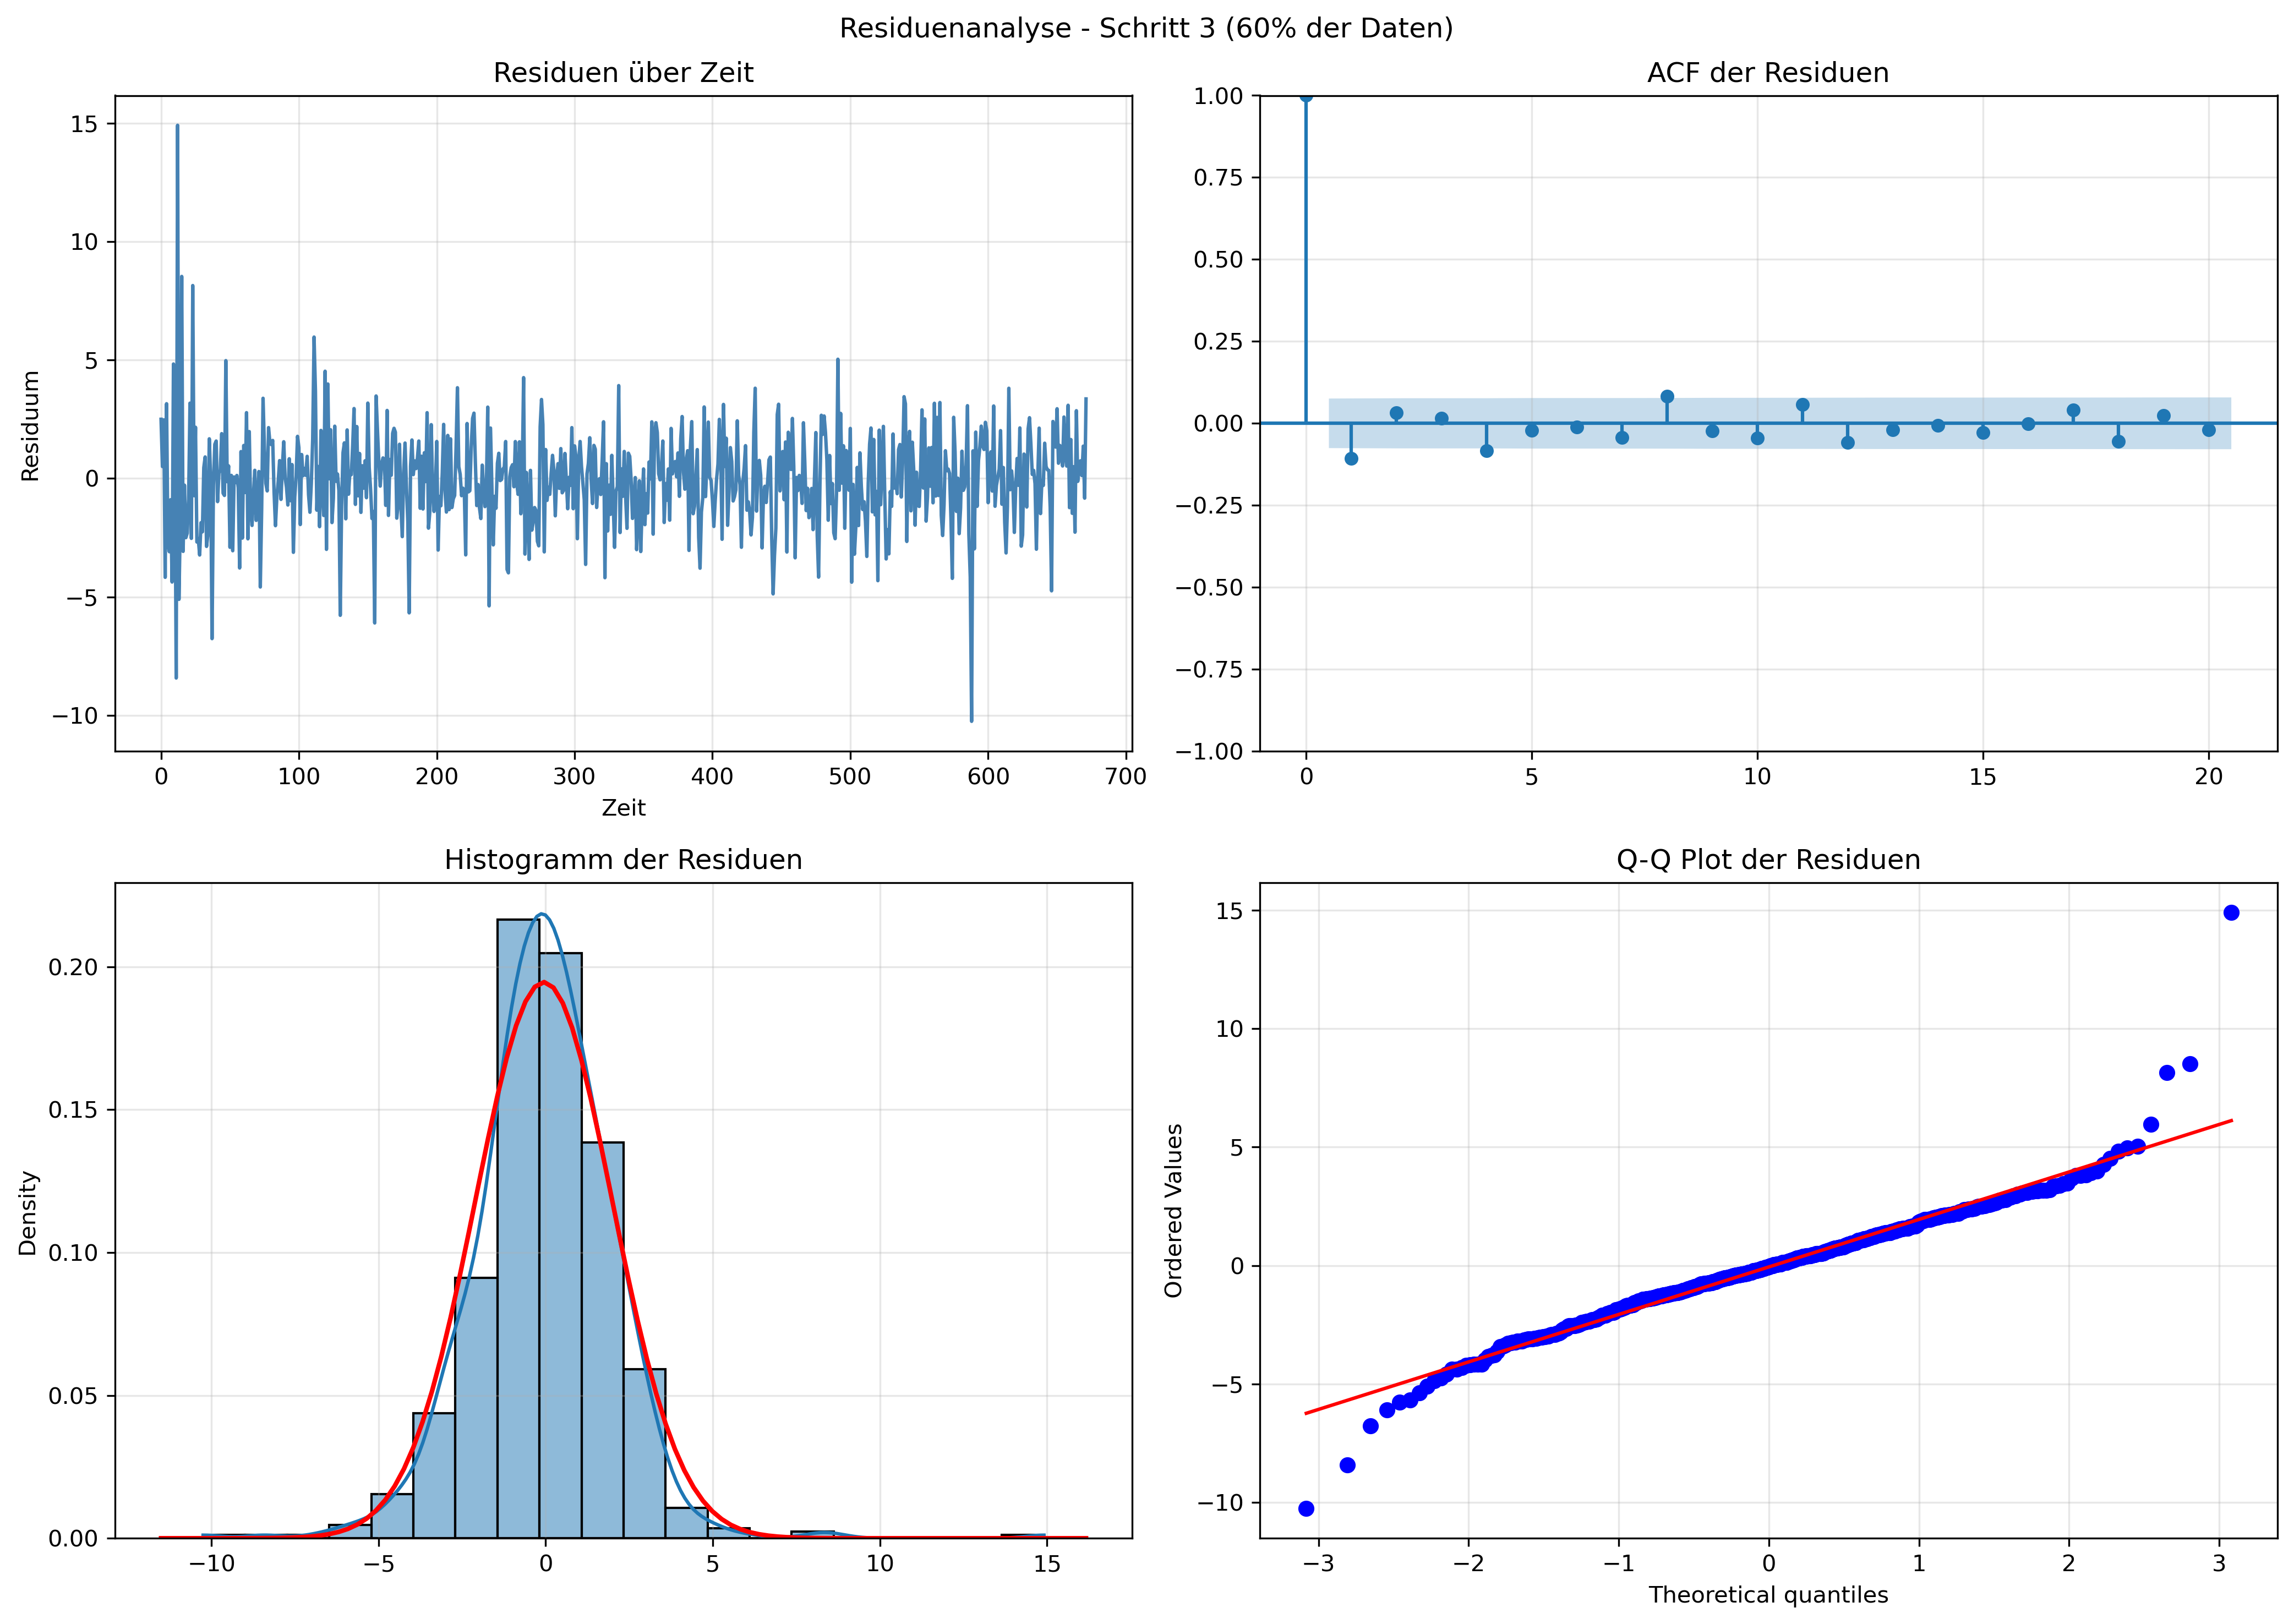 Residuenanalyse - Schritt 3 (60% der Daten)
Residuen über Zeit
15
10
5
0
−5
−10
Residuum
0 100 200 300 400 500 600 700
Zeit
ACF der Residuen
1.00
0.75
0.50
0.25
0.00
−0.25
−0.50
−0.75
−1.00
0 5 10 15 20
Histogramm der Residuen
0.20
0.15
0.10
0.05
0.00
Density
−10 −5 0 5 10 15
Q-Q Plot der Residuen
15
10
5
0
−5
−10
Ordered Values
−3 −2 −1 0 1 2 3
Theoretical quantiles